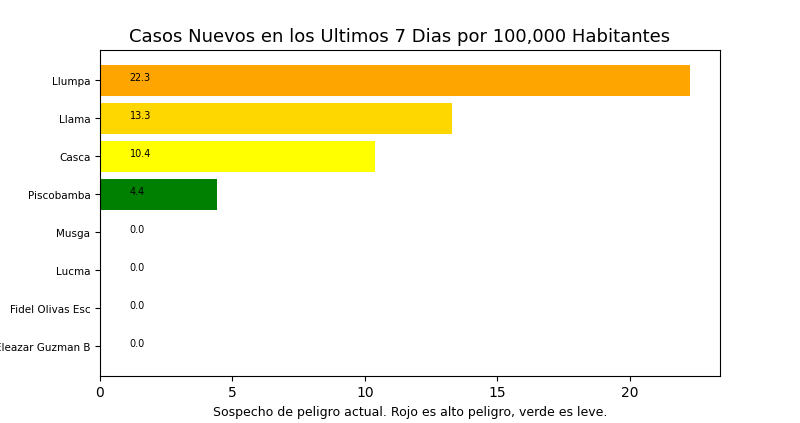 Casos Nuevos en los Ultimos 7 Dias por 100,000 Habitantes
Llumpa 22.3
Llama 13.3
Casca 10.4
Piscobamba 4.4
Musga 0.0
Lucma 0.0
Fidel Olivas Esc 0.0
Eleazar Guzman B 0.0
0 5 10 15 20
Sospecho de peligro actual. Rojo es alto peligro, verde es leve.